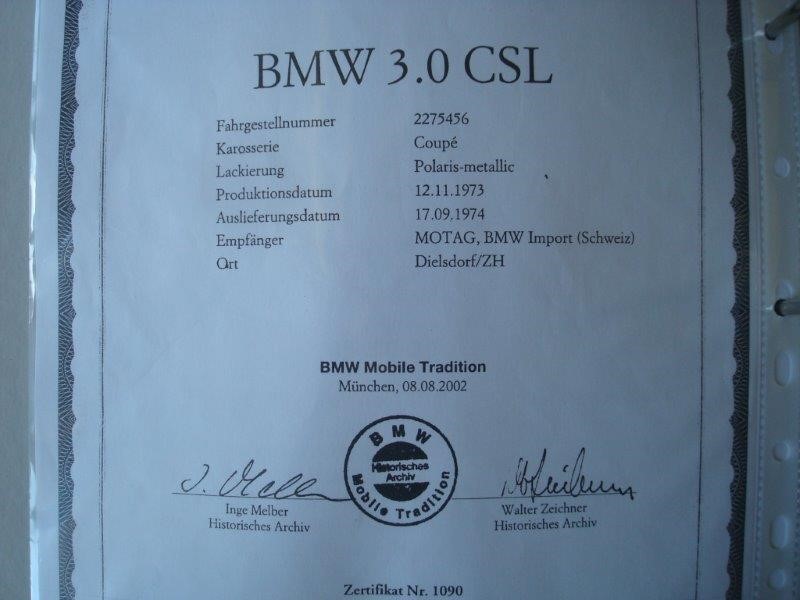 BMW 3.0 CSL
Fahrgestellnummer 2275456
Karosserie Coupé
Lackierung Polaris-metallic
Produktionsdatum 12.11.1973
Auslieferungsdatum 17.09.1974
Empfänger MOTAG, BMW Import (Schweiz)
Ort Dielsdorf/ZH
BMW Mobile Tradition
München, 08.08.2002
BMW
Historisches
Archiv
Mobile Tradition
Inge Melber
Historisches Archiv
Walter Zeichner
Historisches Archiv
Zertifikat Nr. 1090